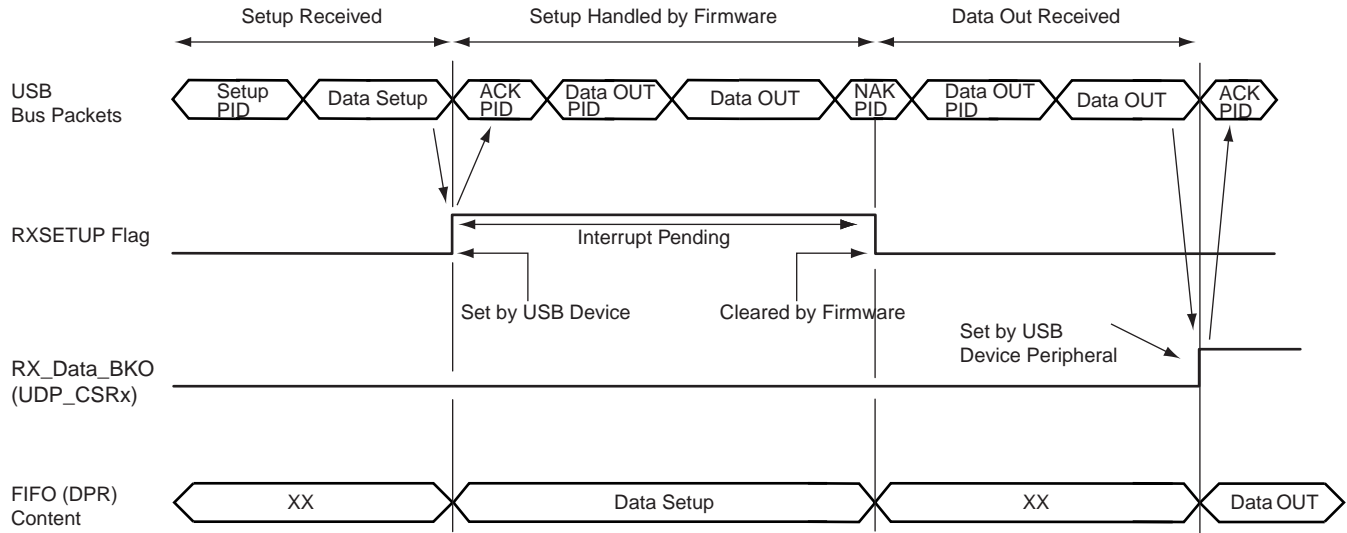 Setup Received
Setup Handled by Firmware
Data Out Received
USB
Bus Packets
Setup
PID
Data Setup
ACK
PID
Data OUT
PID
Data OUT
NAK
PID
Data OUT
PID
Data OUT
ACK
PID
RXSETUP Flag
Interrupt Pending
Set by USB Device
Cleared by Firmware
Set by USB
Device Peripheral
RX_Data_BKO
(UDP_CSRx)
FIFO (DPR)
Content
XX
Data Setup
XX
Data OUT